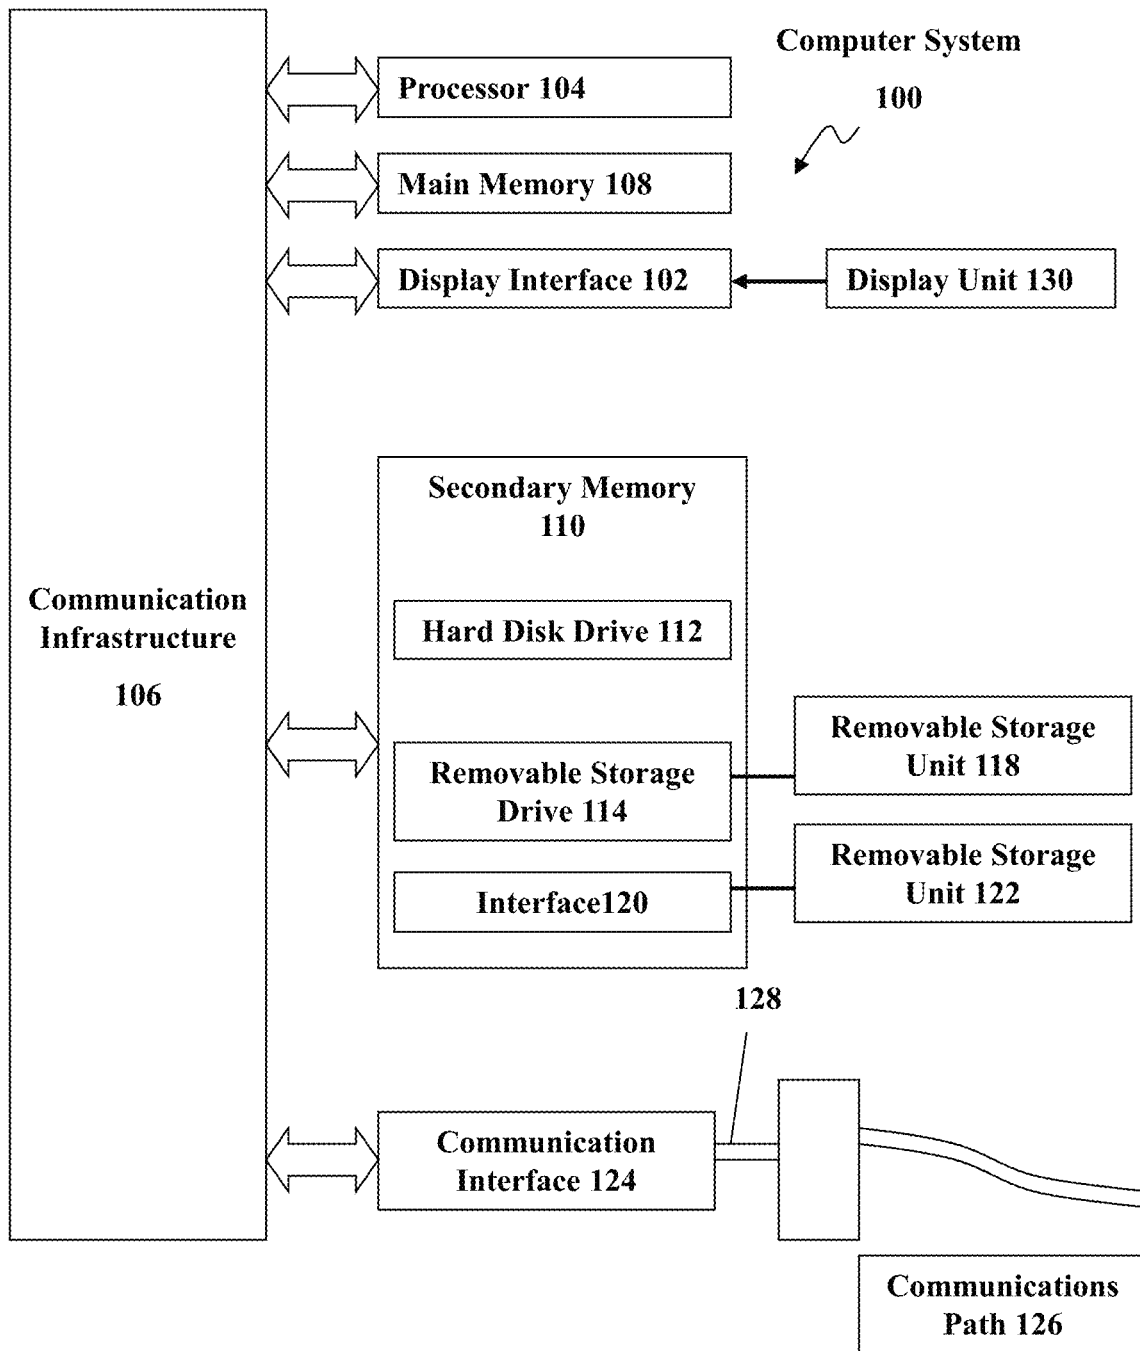 Computer System
100
Processor 104
Main Memory 108
Display Interface 102
Display Unit 130
Secondary Memory
110
Hard Disk Drive 112
Communication
Infrastructure
106
Removable Storage
Drive 114
Removable Storage
Unit 118
Interface120
Removable Storage
Unit 122
128
Communication
Interface 124
Communications
Path 126